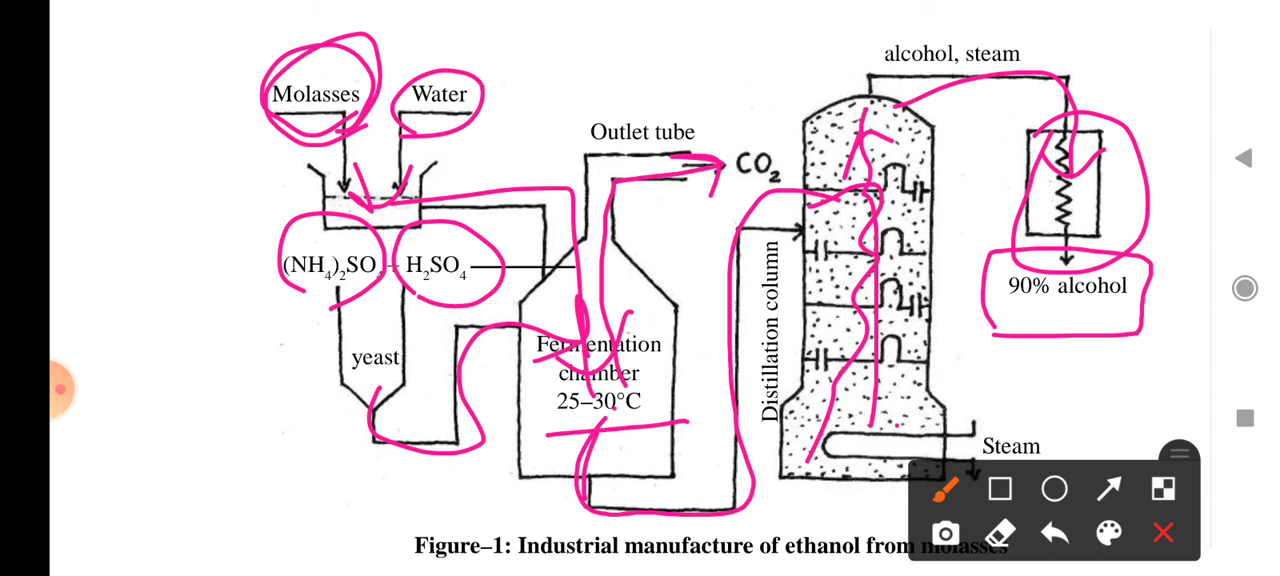 alcohol, steam
Molasses
Water
Outlet tube
CO2
(NH4)2SO4 + H2SO4
90% alcohol
yeast
Fermentation
chamber
25–30°C
Distillation column
Steam
Figure–1: Industrial manufacture of ethanol from molasses